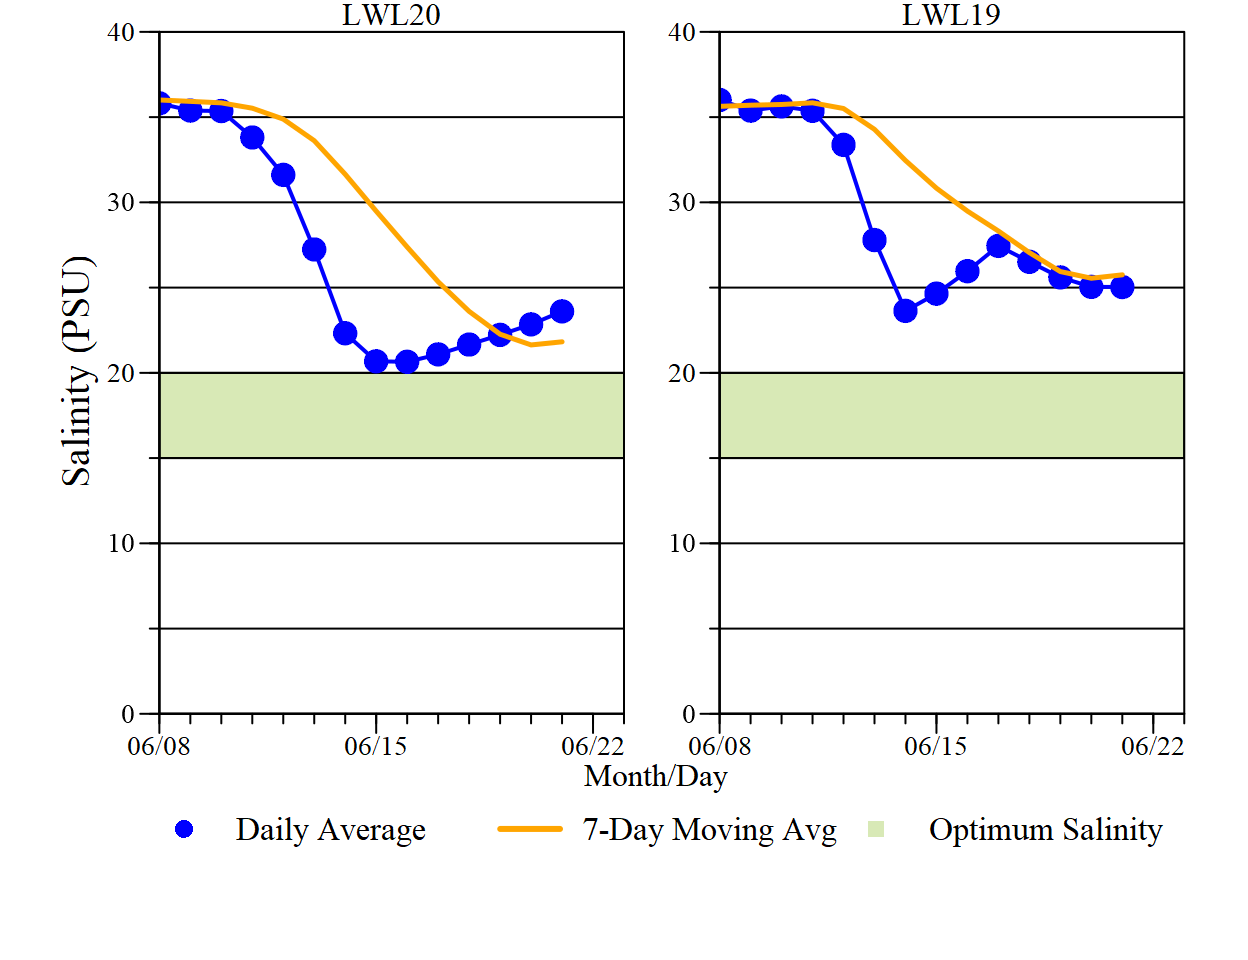 LWL20
LWL19
40
30
20
10
0
40
30
20
10
0
Salinity (PSU)
06/08
06/15
06/22
06/08
06/15
06/22
Month/Day
Daily Average
7-Day Moving Avg
Optimum Salinity